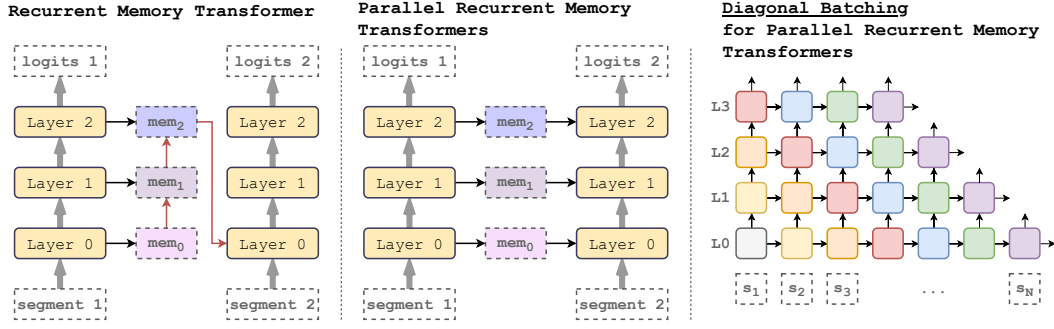 Recurrent Memory Transformer
logits 1
logits 2
Layer 2
mem2
Layer 2
Layer 1
mem1
Layer 1
Layer 0
mem0
Layer 0
segment 1
segment 2
Parallel Recurrent Memory
Transformers
logits 1
logits 2
Layer 2
mem2
Layer 2
Layer 1
mem1
Layer 1
Layer 0
mem0
Layer 0
segment 1
segment 2
Diagonal Batching
for Parallel Recurrent Memory
Transformers
L3
L2
L1
L0
s1 s2 s3 ... sN